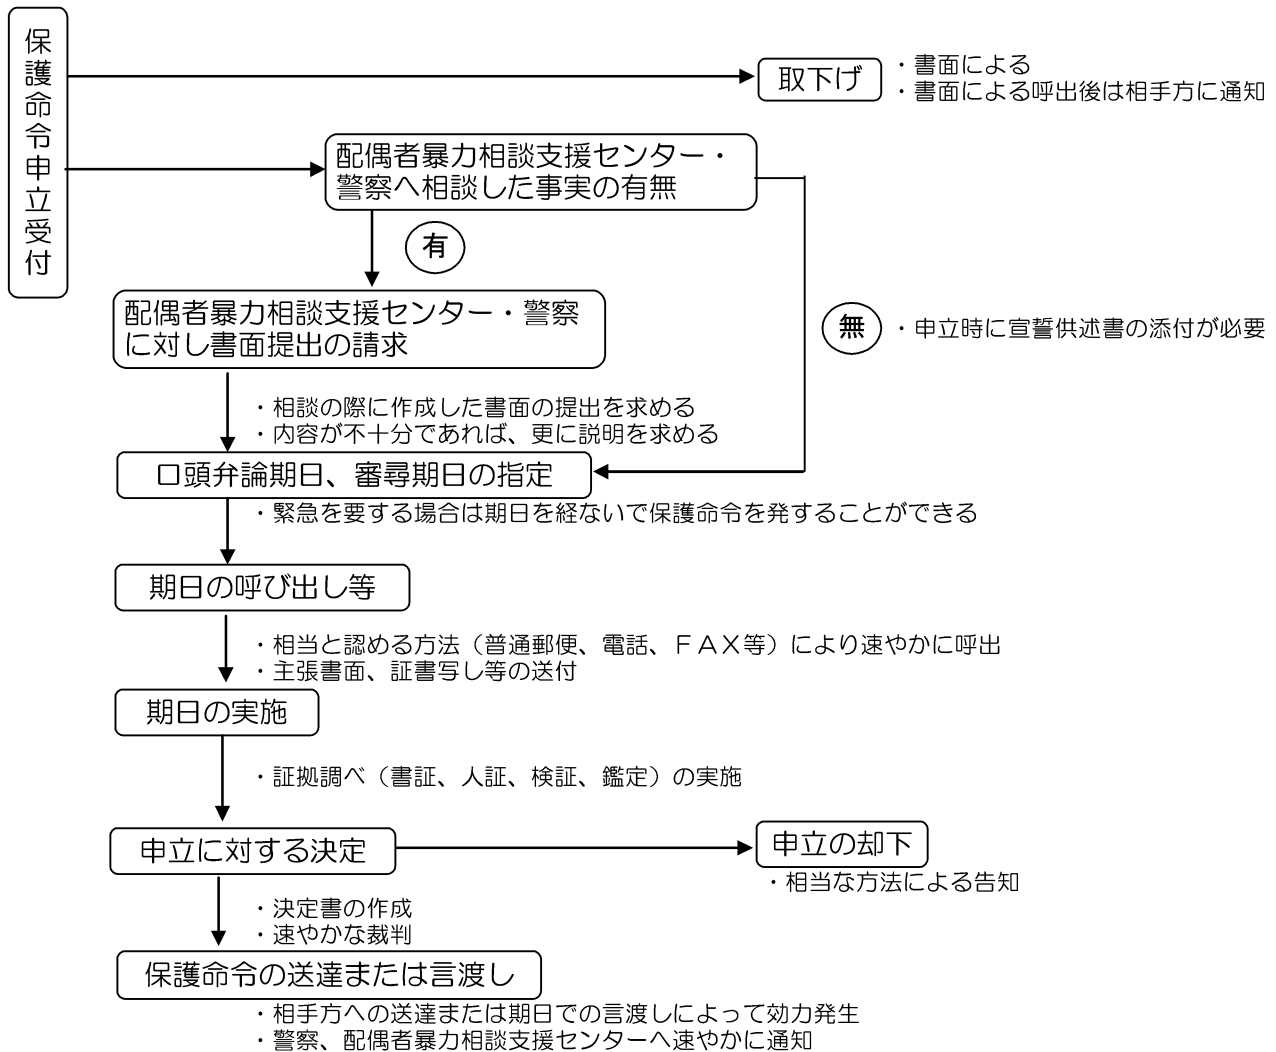 保護命令申立受付
取下げ
・書面による
・書面による呼出後は相手方に通知
配偶者暴力相談支援センター・
警察へ相談した事実の有無
有
配偶者暴力相談支援センター・警察
に対し書面提出の請求
無
・申立時に宣誓供述書の添付が必要
・相談の際に作成した書面の提出を求める
・内容が不十分であれば、更に説明を求める
口頭弁論期日、審尋期日の指定
・緊急を要する場合は期日を経ないで保護命令を発することができる
期日の呼び出し等
・相当と認める方法（普通郵便、電話、ＦＡＸ等）により速やかに呼出
・主張書面、証書写し等の送付
期日の実施
・証拠調べ（書証、人証、検証、鑑定）の実施
申立に対する決定
申立の却下
・相当な方法による告知
・決定書の作成
・速やかな裁判
保護命令の送達または言渡し
・相手方への送達または期日での言渡しによって効力発生
・警察、配偶者暴力相談支援センターへ速やかに通知